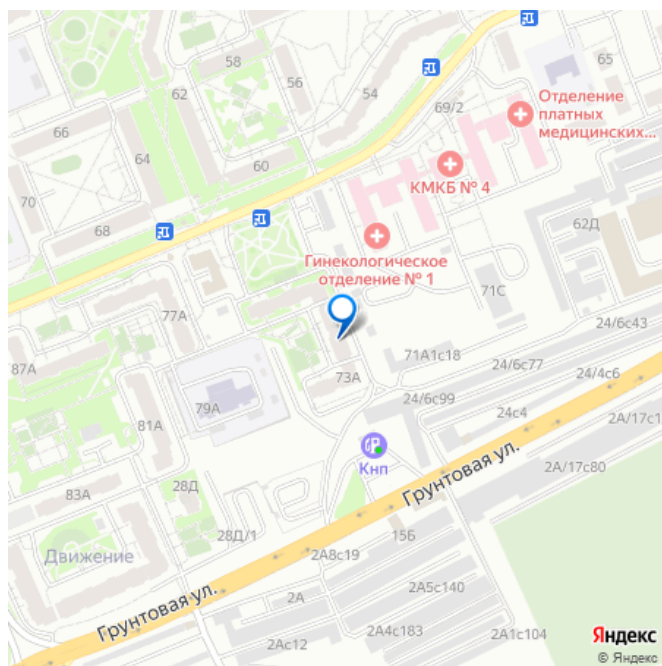 58
56
65
62
54
69/2
Отделение
платных
медицинских...
66
64
60
КМКБ № 4
70
68
62Д
Гинекологическое
отделение № 1
71С
77А
24/6с43
87А
71А1с18
24/6с77
73А
24/4с6
79А
24/6с99
81А
24с4
2А/17с1
Кнп
2А/17с80
83А
28Д
Грунтовая ул.
28Д/1
15Б
Движение
2А8с19
2А
2А5с140
Грунтовая ул.
2А4с183
2Ас12
2А1с104
Яндекс
© Яндекс